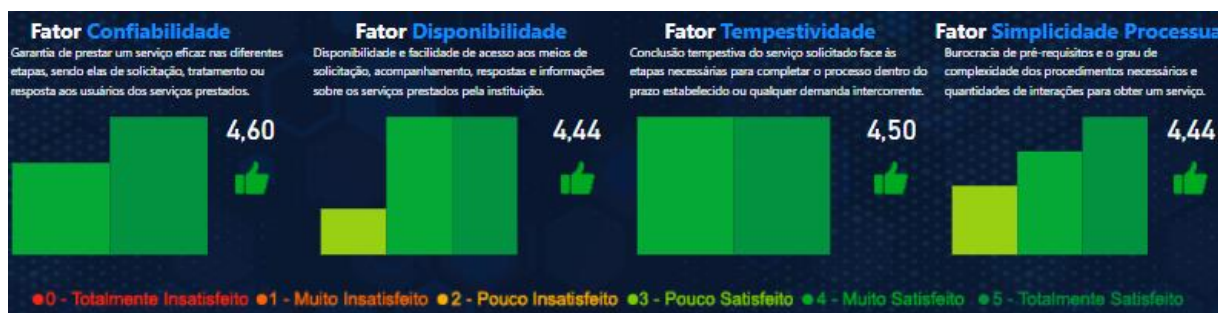 Fator Confiabilidade
Garantia de prestar um serviço eficaz nas diferentes
etapas, sendo elas de solicitação, tratamento ou
resposta aos usuários dos serviços prestados.
4,60
Fator Disponibilidade
Disponibilidade e facilidade de acesso aos meios de
solicitação, acompanhamento, respostas e informações
sobre os serviços prestados pela instituição.
4,44
Fator Tempestividade
Conclusão tempestiva do serviço solicitado face às
etapas necessárias para completar o processo dentro do
prazo estabelecido ou qualquer demanda intercorrente.
4,50
Fator Simplicidade Processua
Burocracia de pré-requisitos e o grau de
complexidade dos procedimentos necessários e
quantidades de interações para obter um serviço.
4,44
0 - Totalmente Insatisfeito 1 - Muito Insatisfeito 2 - Pouco Insatisfeito 3 - Pouco Satisfeito 4 - Muito Satisfeito 5 - Totalmente Satisfeito